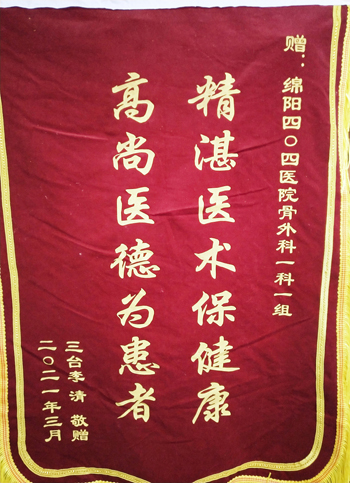 赠：绵阳四〇四医院骨外科一科一组
精湛医术保健康
高尚医德为患者
三台李清 敬赠
二〇二一年三月